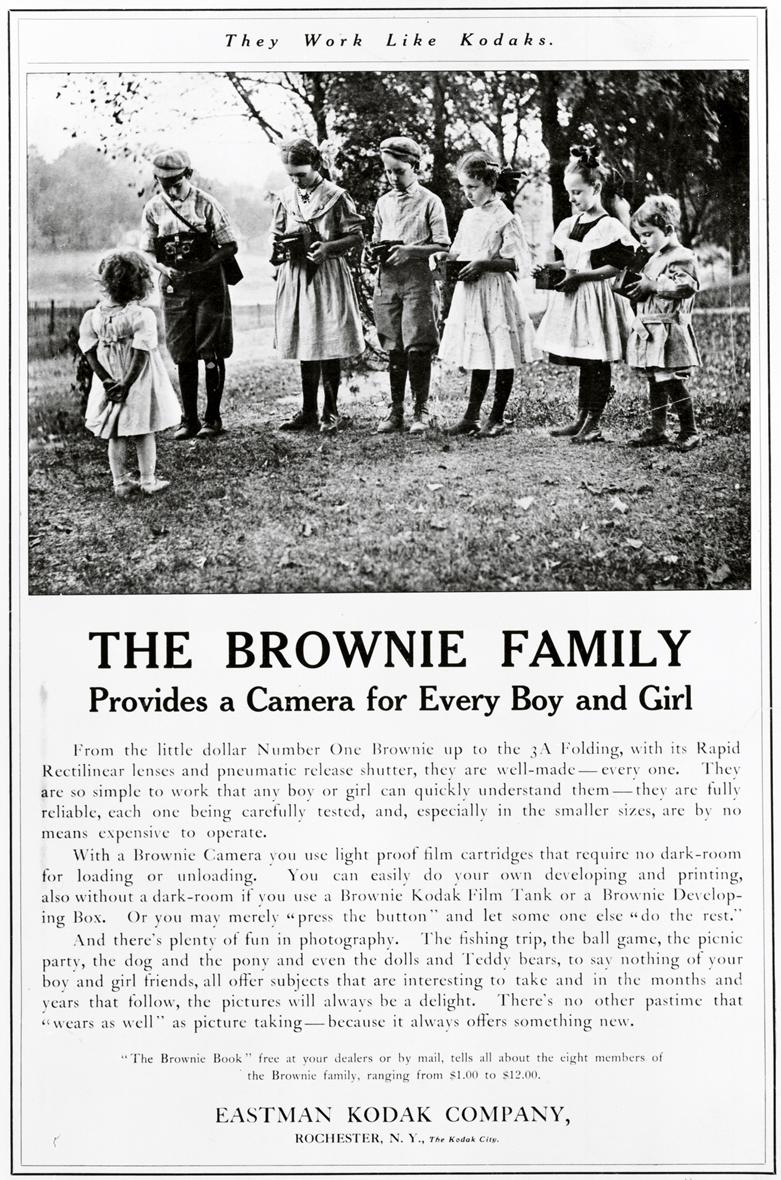 They Work Like Kodaks.
THE BROWNIE FAMILY
Provides a Camera for Every Boy and Girl
From the little dollar Number One Brownie up to the 3A Folding, with its Rapid
Rectilinear lenses and pneumatic release shutter, they are well-made—every one. They
are so simple to work that any boy or girl can quickly understand them—they are fully
reliable, each one being carefully tested, and, especially in the smaller sizes, are by no
means expensive to operate.
With a Brownie Camera you use light proof film cartridges that require no dark-room
for loading or unloading. You can easily do your own developing and printing,
also without a dark-room if you use a Brownie Kodak Film Tank or a Brownie Develop-
ing Box. Or you may merely “press the button” and let some one else “do the rest.”
And there's plenty of fun in photography. The fishing trip, the ball game, the picnic
party, the dog and the pony and even the dolls and Teddy bears, to say nothing of your
boy and girl friends, all offer subjects that are interesting to take and in the months and
years that follow, the pictures will always be a delight. There's no other pastime that
“wears as well” as picture taking—because it always offers something new.
“The Brownie Book” free at your dealers or by mail, tells all about the eight members of
the Brownie family, ranging from $1.00 to $12.00.
EASTMAN KODAK COMPANY,
ROCHESTER, N. Y., The Kodak City.